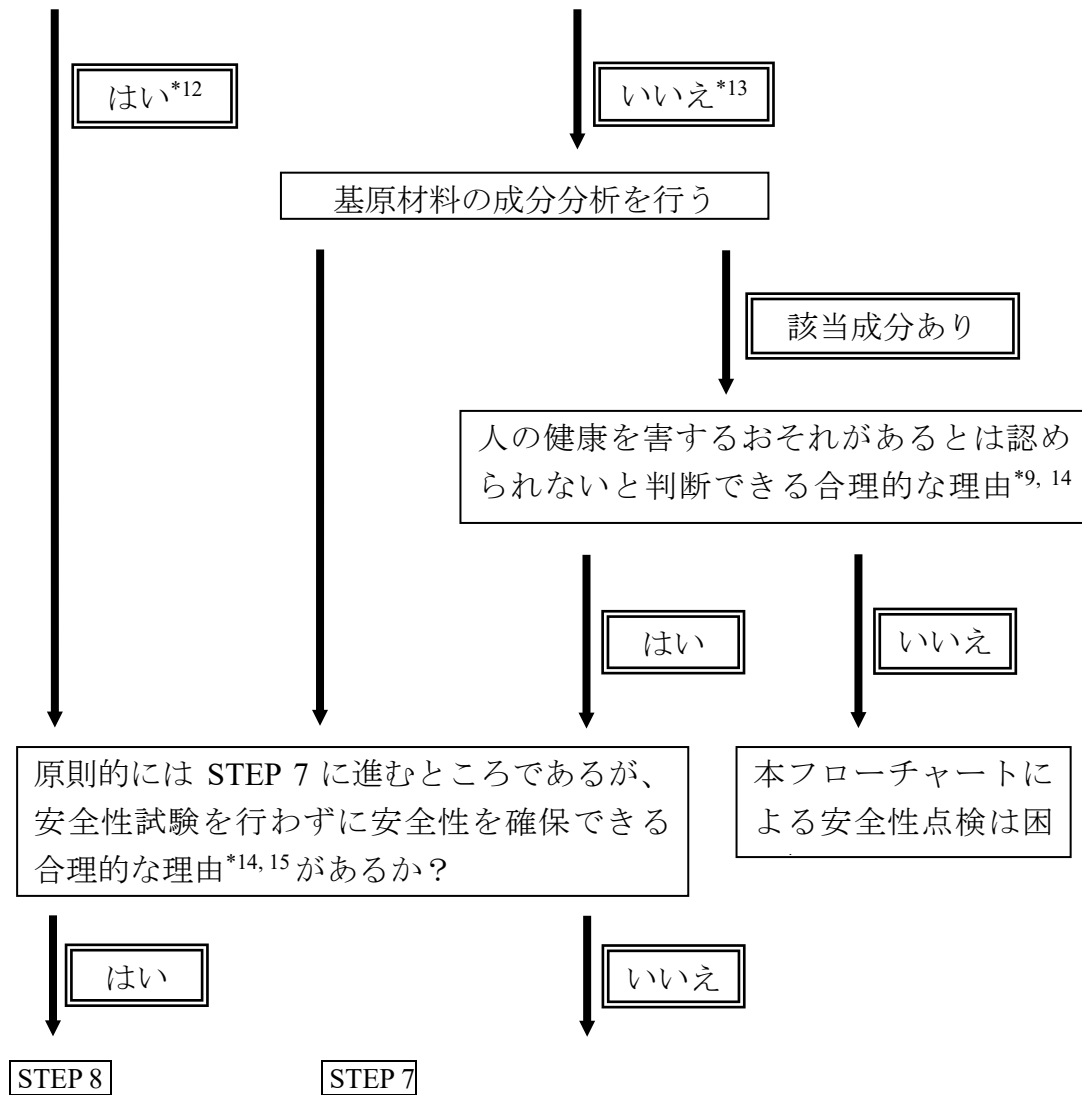 はい*12
いいえ*13
基原材料の成分分析を行う
該当成分あり
人の健康を害するおそれがあるとは認め
られないと判断できる合理的な理由*9, 14
はい
いいえ
原則的には STEP 7 に進むところであるが、
安全性試験を行わずに安全性を確保できる
合理的な理由*14, 15 があるか？
本フローチャートに
よる安全性点検は困
はい
いいえ
STEP 8
STEP 7